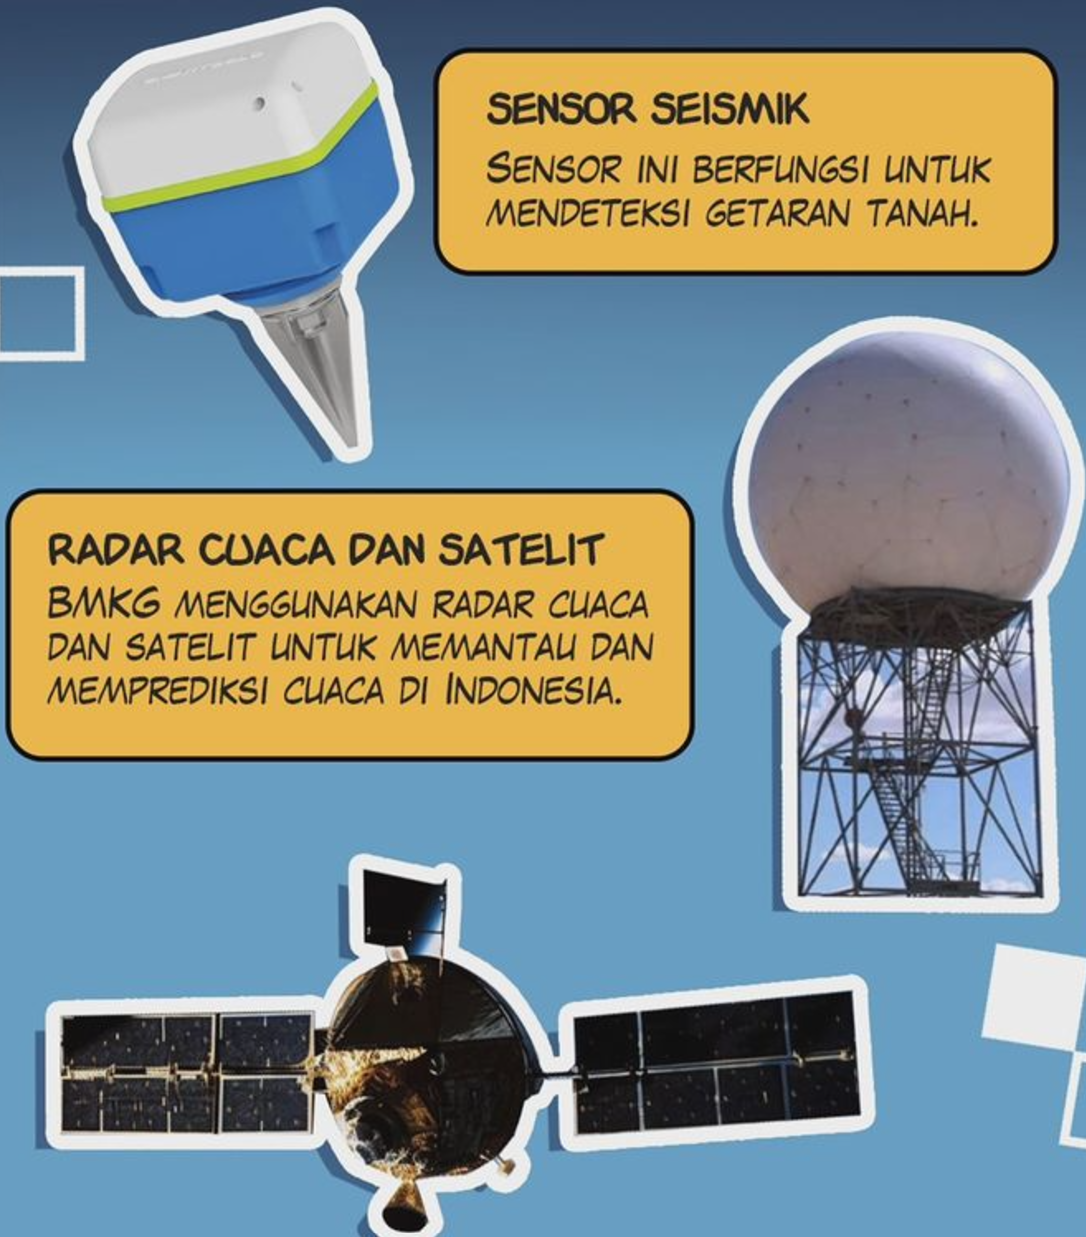 SENSOR SEISMIK
SENSOR INI BERFUNGSI UNTUK
MENDETEKSI GETARAN TANAH.
RADAR CUACA DAN SATELIT
BMKG MENGGUNAKAN RADAR CUACA
DAN SATELIT UNTUK MEMANTAU DAN
MEMPREDIKSI CUACA DI INDONESIA.